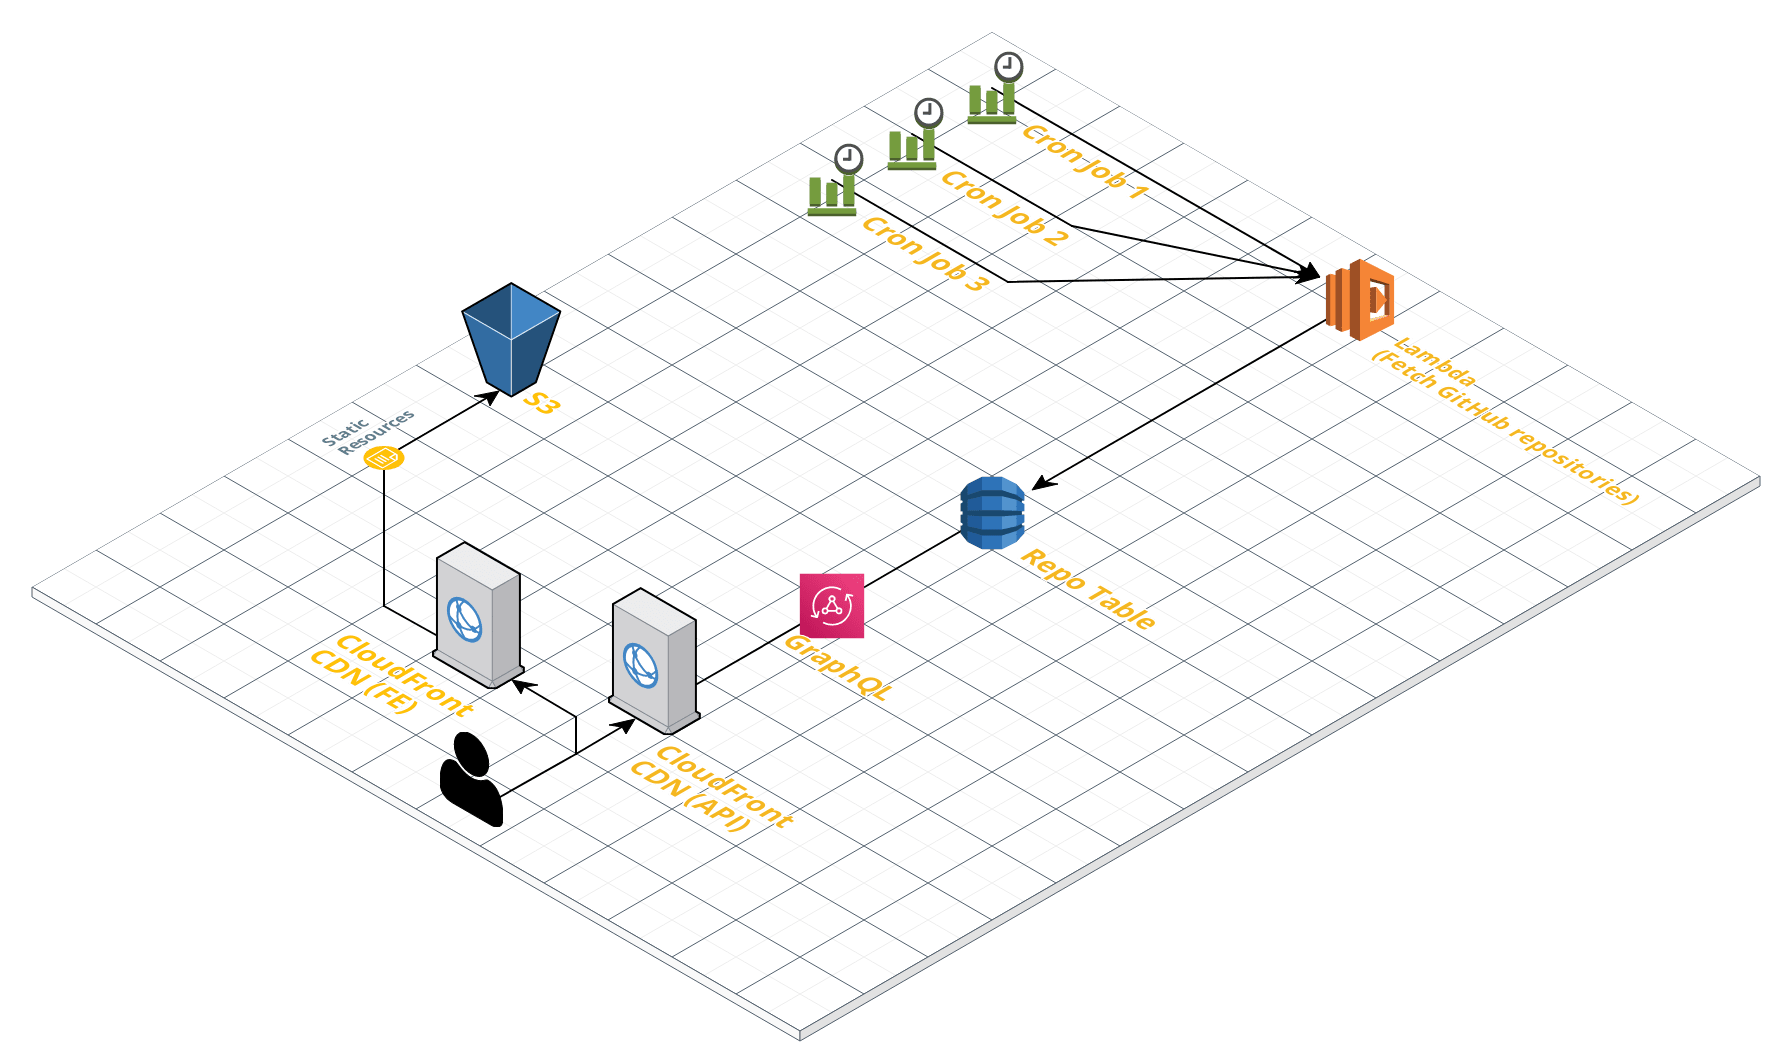 Cron Job 1
Cron Job 2
Cron Job 3
Lambda
(Fetch GitHub repositories)
S3
Static
Resources
Repo Table
GraphQL
CloudFront
CDN (FE)
CloudFront
CDN (API)